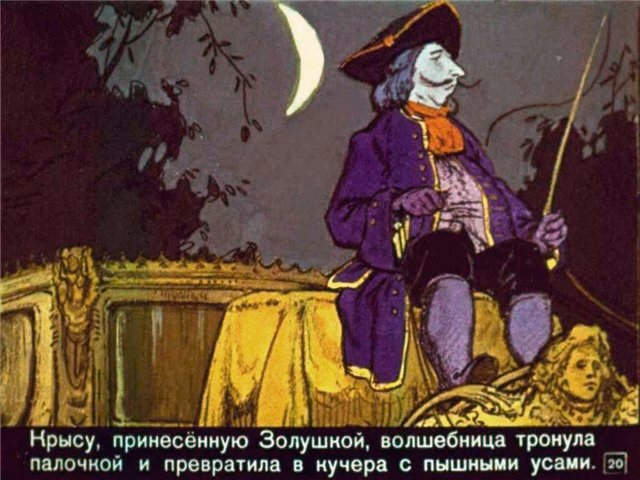 Крысу, принесённую Золушкой, волшебница тронула
палочкой и превратила в кучера с пышными усами. 20